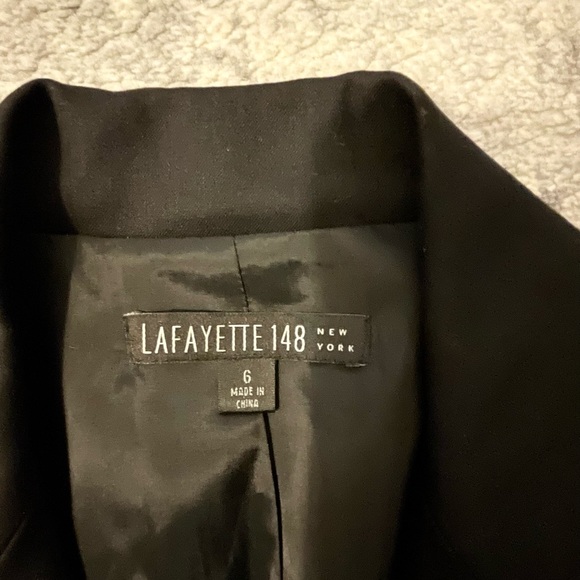 LAFAYETTE 148 NEW YORK
6
MADE IN
CHINA